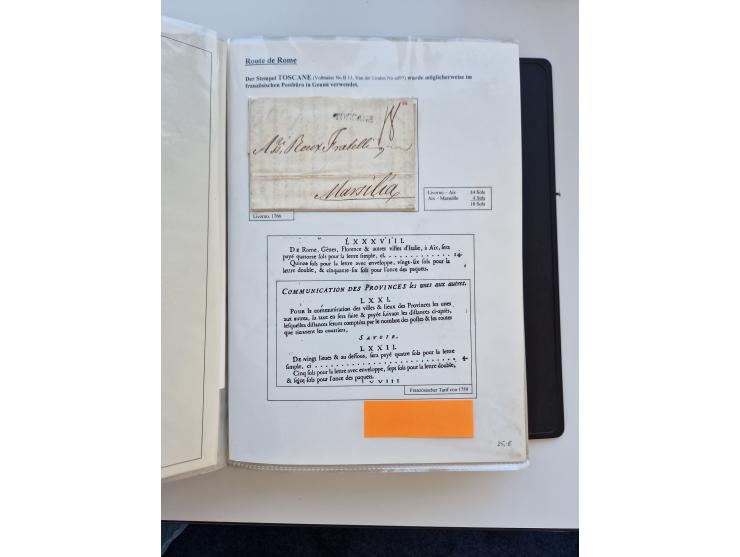 Route de Rome
Der Stempel TOSCANE (Vollmeier No B 11, Van der Linden No ) wurde möglicherweise im
französischen Postbüro in Genua verwendet.
TOSCANE
18
Roux Fratelli
Marsilia
Livorno, 1766
Livorno – Aix 14 Sols
Aix – Marseille 4 Sols
18 Sols
LXXXVIII.
DE Rome, Gênes, Florence & autres villes d'Italie, à Aix, sera
payé quatorze sols pour la lettre simple, ci. . . . . . . . . . . . 14.
Quinze sols pour la lettre avec enveloppe, vingt-six sols pour la
lettre double, & cinquante-six sols pour l'once des paquets.
COMMUNICATION DES PROVINCES les unes aux autres.
LXXI.
POUR la communication des villes & lieux des Provinces les unes
aux autres, la taxe en sera faite & payée suivant les distances ci-après,
lesquelles distances seront comptées par le nombre des postes & les routes
que tiennent les courriers,
SAVOIR,
LXXII.
De vingt lieues & au dessous, sera payé quatre sols pour la lettre
simple, ci . . . . . . . . . . . . . . . . . . . . . . . . . . . . . . 4.
Cinq sols pour la lettre avec enveloppe, sept sols pour la lettre double,
& seize sols pour l'once des paquets.
Französischer Tarif von 1759
25,-€